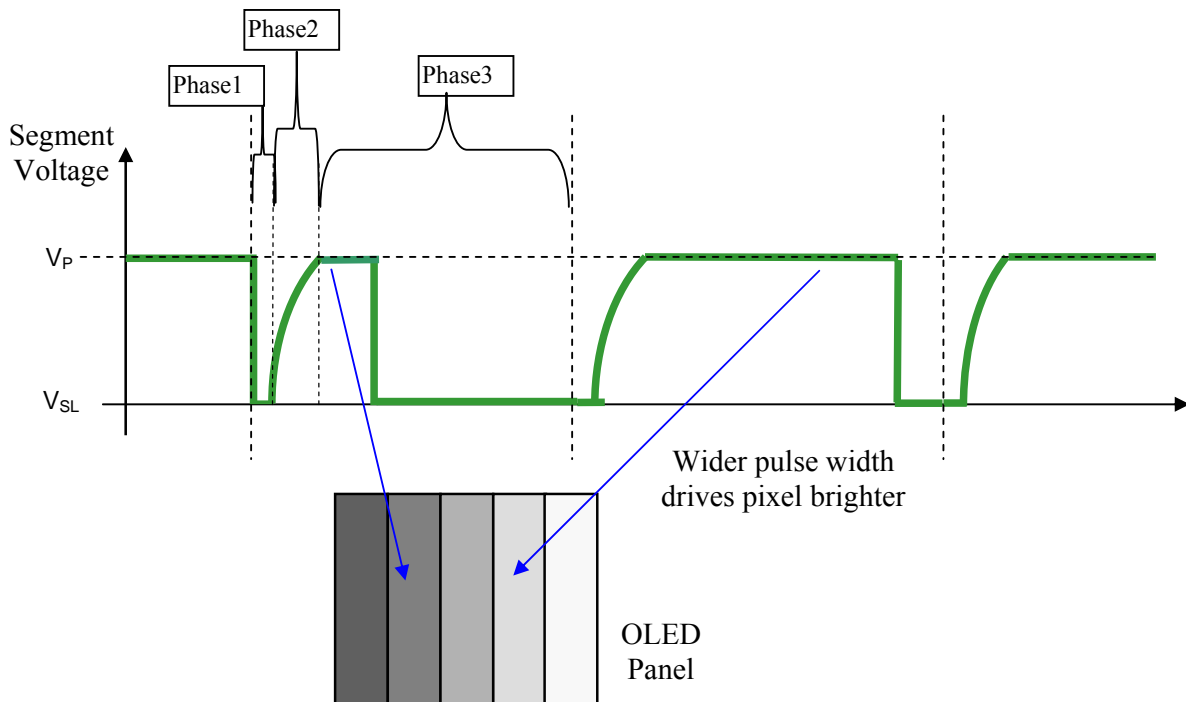 Phase2
Phase1
Phase3
Segment
Voltage
VP
VSL
Wider pulse width
drives pixel brighter
OLED
Panel